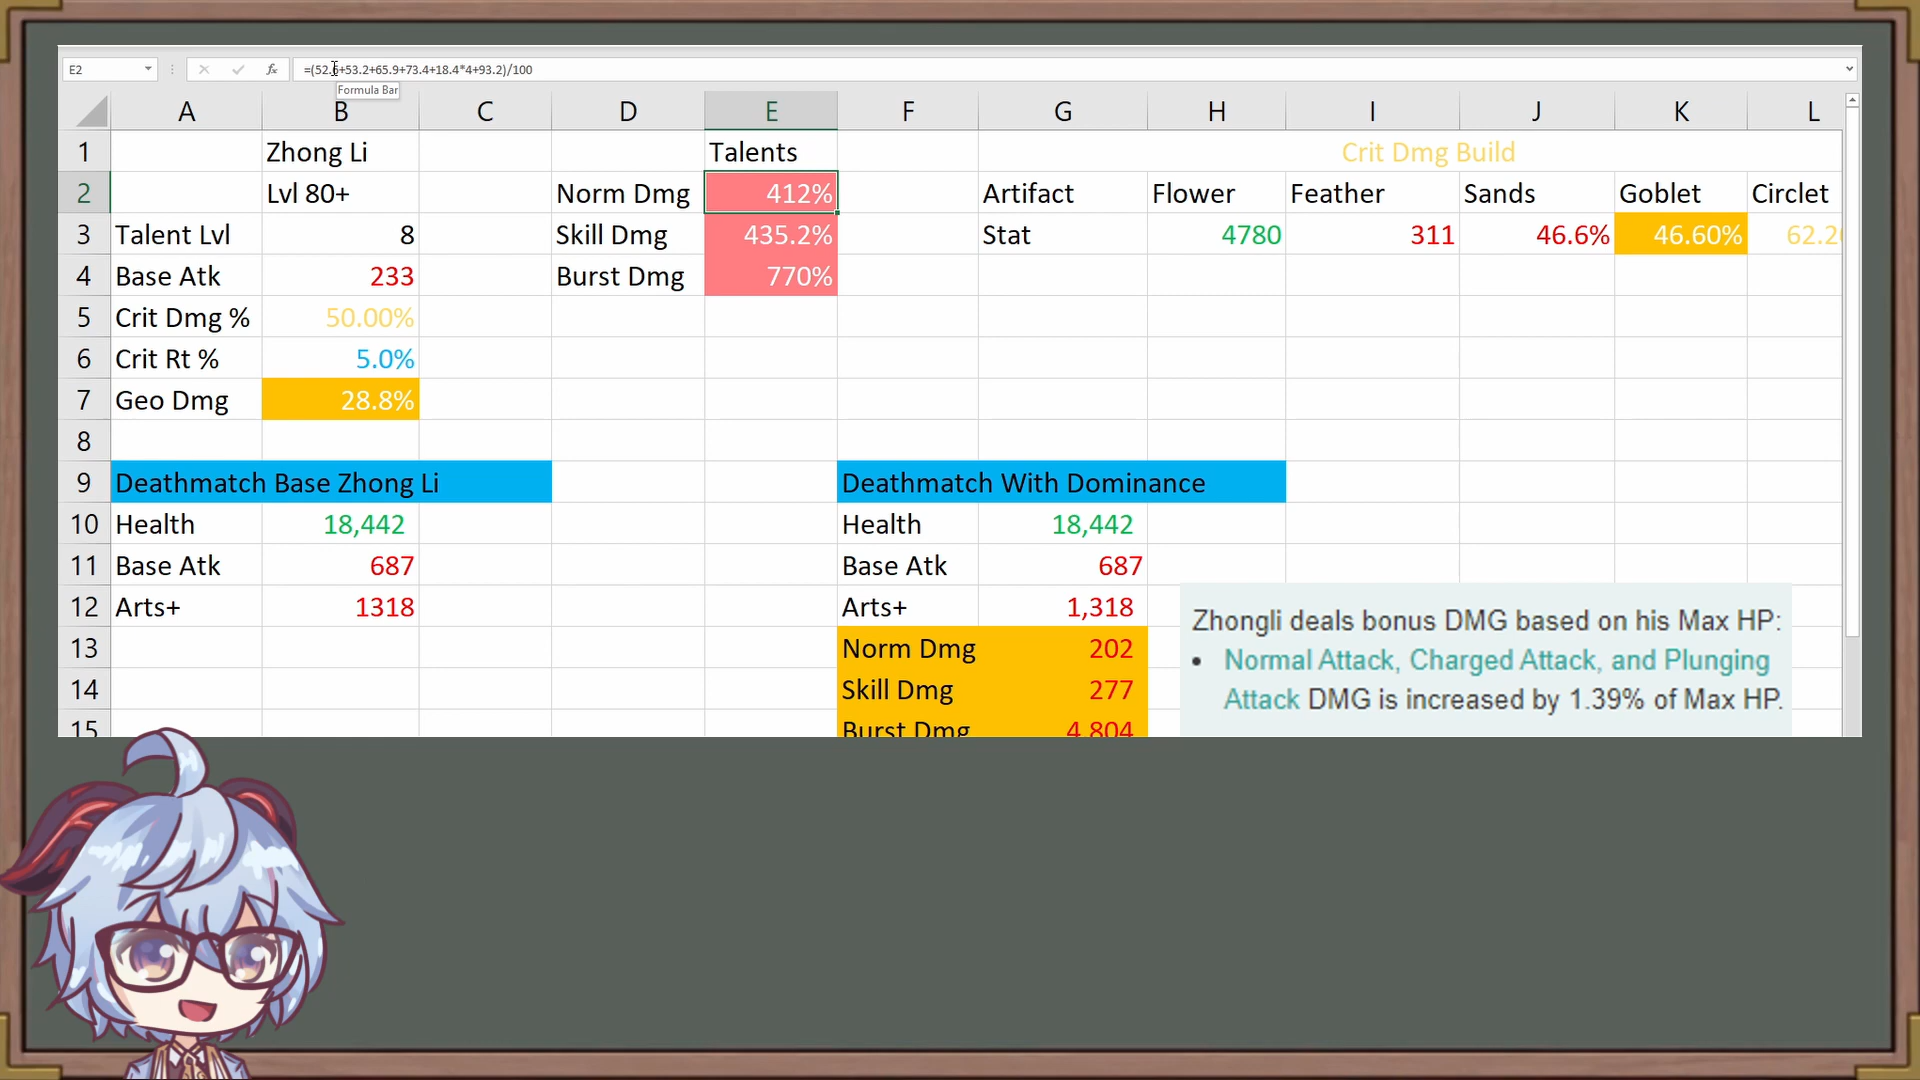 E2 fx =(52.6+53.2+65.9+73.4+18.4*4+93.2)/100
Formula Bar
A B C D E F G H I J K L
1 Zhong Li Talents Crit Dmg Build
2 Lvl 80+ Norm Dmg 412% Artifact Flower Feather Sands Goblet Circlet
3 Talent Lvl 8 Skill Dmg 435.2% Stat 4780 311 46.6% 46.60%
4 Base Atk 233 Burst Dmg 770%
5 Crit Dmg % 50.00%
6 Crit Rt % 5.0%
7 Geo Dmg 28.8%
8
9 Deathmatch Base Zhong Li Deathmatch With Dominance
10 Health 18,442 Health 18,442
11 Base Atk 687 Base Atk 687
12 Arts+ 1318 Arts+ 1,318
13 Norm Dmg 202
14 Skill Dmg 277
15 Burst Dmg 4,804
Zhongli deals bonus DMG based on his Max HP:
• Normal Attack, Charged Attack, and Plunging
Attack DMG is increased by 1.39% of Max HP.